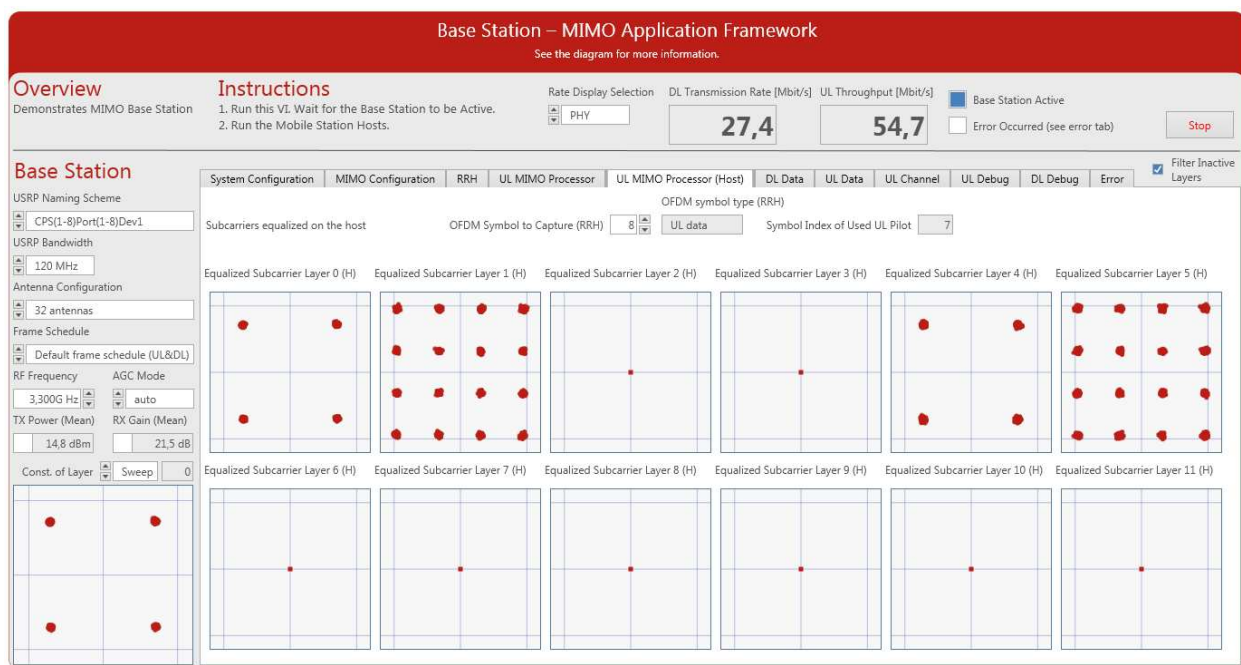 Base Station – MIMO Application Framework
See the diagram for more information.
Overview
Demonstrates MIMO Base Station
Instructions
1. Run this VI. Wait for the Base Station to be Active.
2. Run the Mobile Station Hosts.
Rate Display Selection
PHY
DL Transmission Rate [Mbit/s]
27,4
UL Throughput [Mbit/s]
54,7
Base Station Active
Error Occurred (see error tab)
Stop
Base Station
USRP Naming Scheme
CPS(1-8)Port(1-8)Dev1
USRP Bandwidth
120 MHz
Antenna Configuration
32 antennas
Frame Schedule
Default frame schedule (UL&DL)
RF Frequency AGC Mode
3,300G Hz auto
TX Power (Mean) RX Gain (Mean)
14,8 dBm 21,5 dB
Const. of Layer Sweep 0
Filter Inactive
Layers
System Configuration MIMO Configuration RRH UL MIMO Processor UL MIMO Processor (Host) DL Data UL Data UL Channel UL Debug DL Debug Error
OFDM symbol type (RRH)
Subcarriers equalized on the host OFDM Symbol to Capture (RRH) 8 UL data Symbol Index of Used UL Pilot 7
Equalized Subcarrier Layer 0 (H) Equalized Subcarrier Layer 1 (H) Equalized Subcarrier Layer 2 (H) Equalized Subcarrier Layer 3 (H) Equalized Subcarrier Layer 4 (H) Equalized Subcarrier Layer 5 (H)
Equalized Subcarrier Layer 6 (H) Equalized Subcarrier Layer 7 (H) Equalized Subcarrier Layer 8 (H) Equalized Subcarrier Layer 9 (H) Equalized Subcarrier Layer 10 (H) Equalized Subcarrier Layer 11 (H)